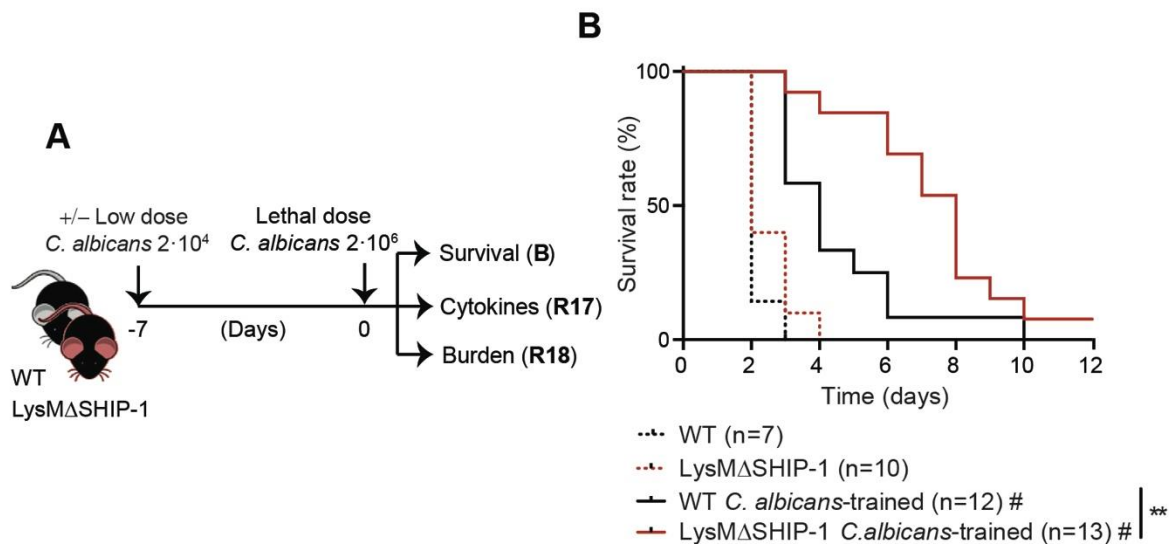 A
+/– Low dose
C. albicans 2·10⁴
Lethal dose
C. albicans 2·10⁶
Survival (B)
Cytokines (R17)
Burden (R18)
-7
(Days)
0
WT
LysMΔSHIP-1
B
Survival rate (%)
100
50
0
0 2 4 6 8 10 12
Time (days)
WT (n=7)
LysMΔSHIP-1 (n=10)
WT C. albicans-trained (n=12) #
LysMΔSHIP-1 C.albicans-trained (n=13) #
**